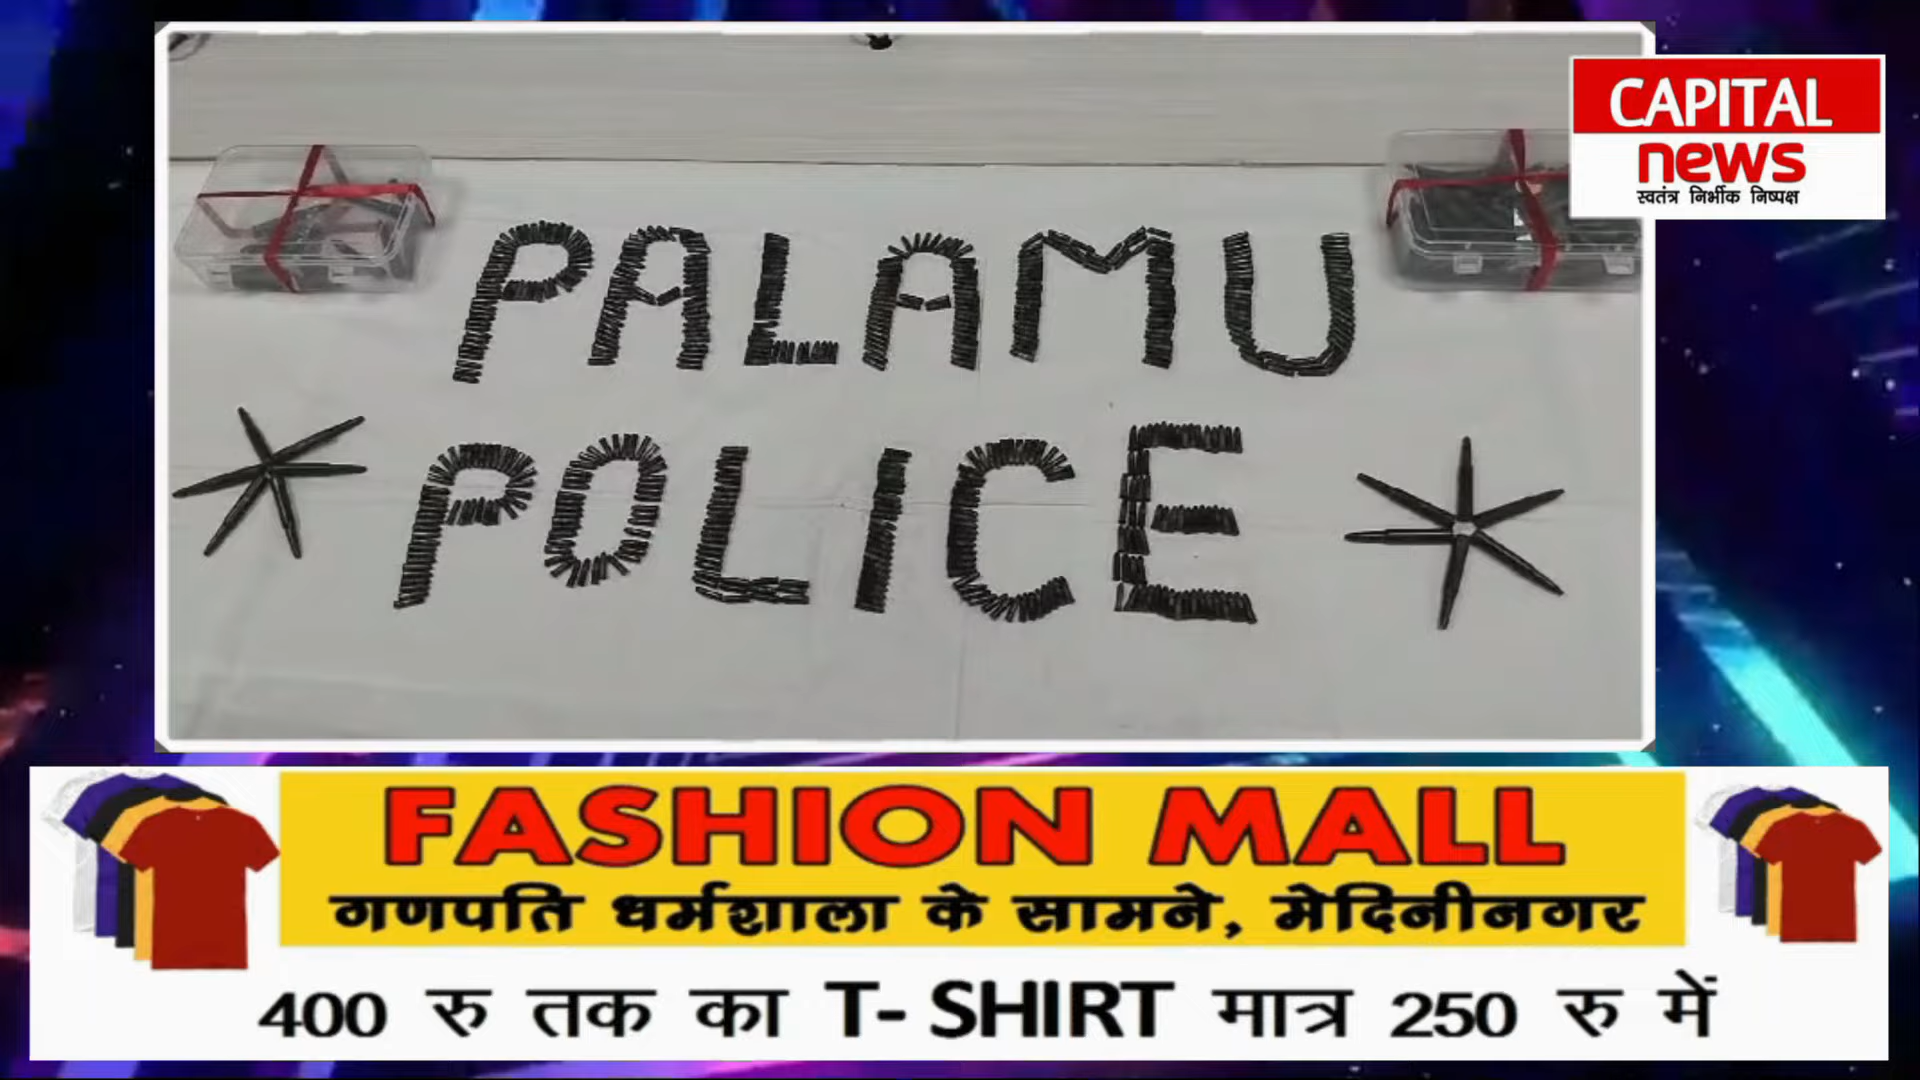 CAPITAL
news
स्वतंत्र निर्भीक निष्पक्ष
PALAMU
POLICE
FASHION MALL
गणपति धर्मशाला के सामने, मेदिनीनगर
400 रु तक का T- SHIRT मात्र 250 रु में